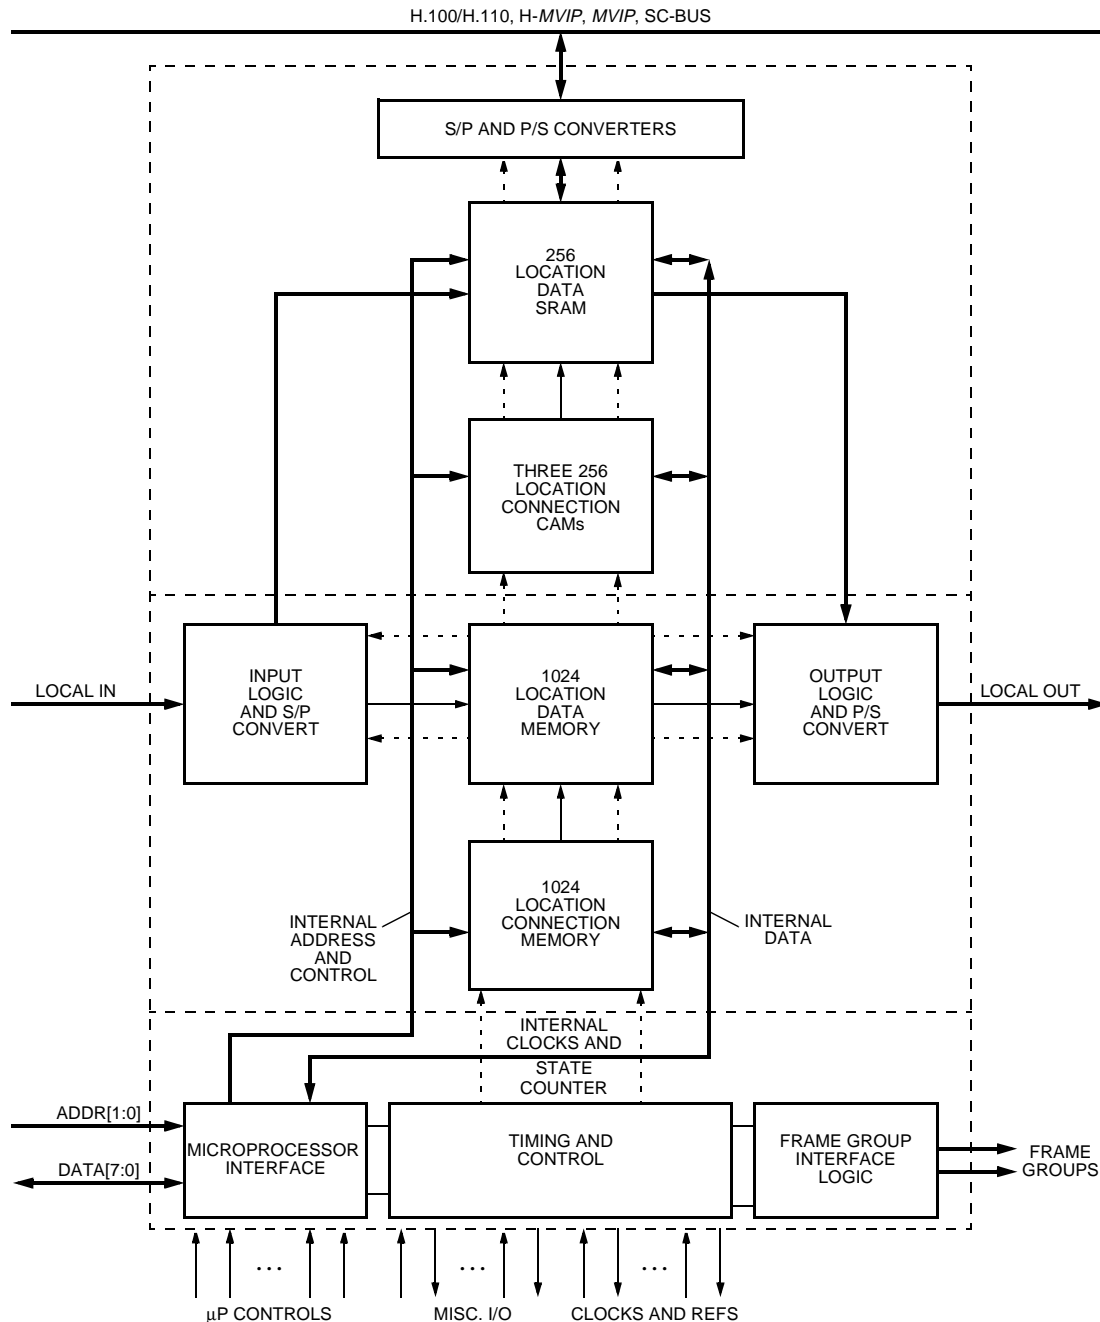 H.100/H.110, H-MVIP, MVIP, SC-BUS
S/P AND P/S CONVERTERS
256
LOCATION
DATA
SRAM
THREE 256
LOCATION
CONNECTION
CAMs
LOCAL IN
INPUT
LOGIC
AND S/P
CONVERT
1024
LOCATION
DATA
MEMORY
OUTPUT
LOGIC
AND P/S
CONVERT
LOCAL OUT
1024
LOCATION
CONNECTION
MEMORY
INTERNAL
ADDRESS
AND
CONTROL
INTERNAL
DATA
INTERNAL
CLOCKS AND
STATE
COUNTER
ADDR[1:0]
DATA[7:0]
MICROPROCESSOR
INTERFACE
TIMING AND
CONTROL
FRAME GROUP
INTERFACE
LOGIC
FRAME
GROUPS
...
...
...
μP CONTROLS
MISC. I/O
CLOCKS AND REFS